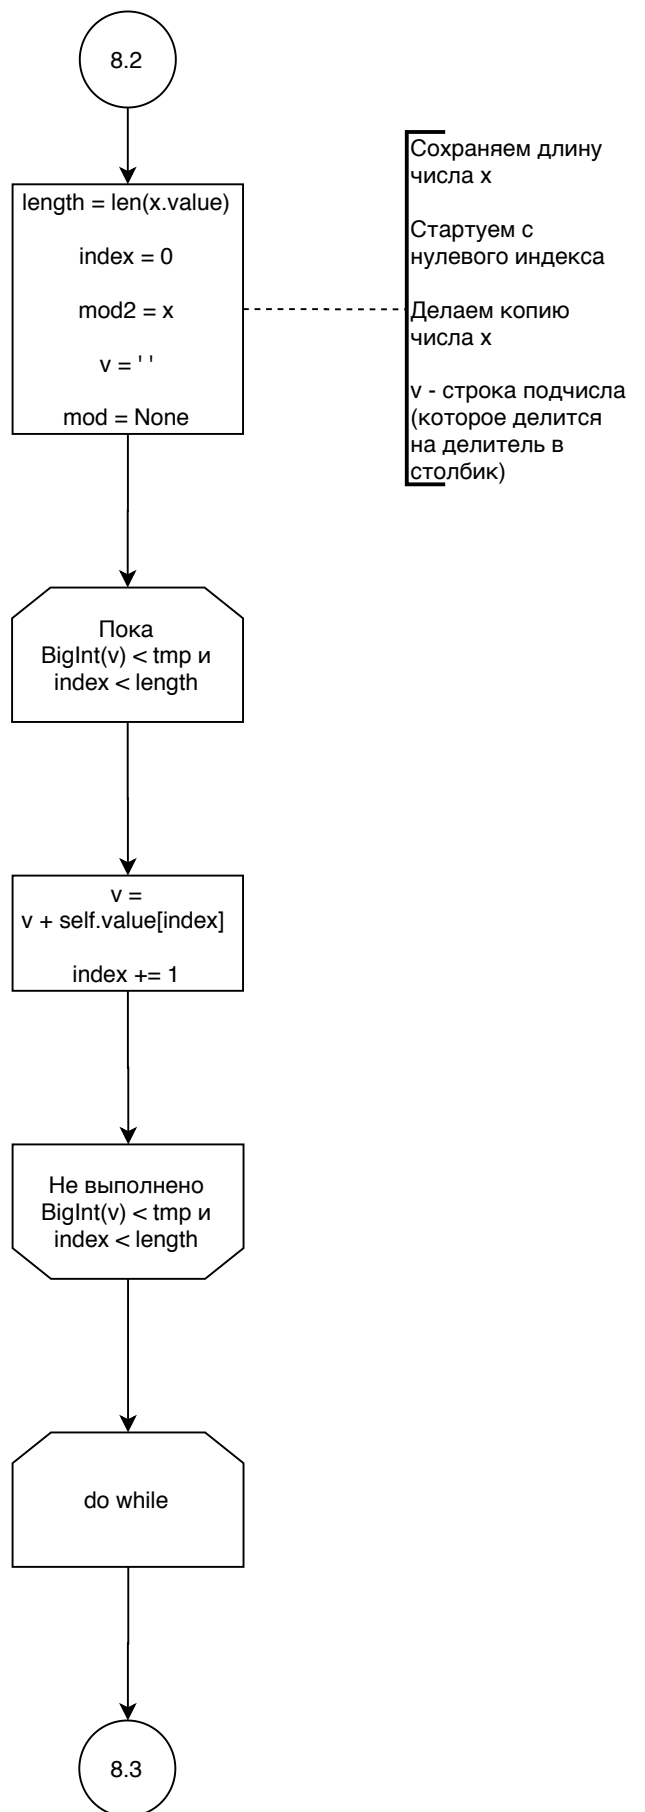 8.2
length = len(x.value)
index = 0
mod2 = x
v = ' '
mod = None
Сохраняем длину
числа x
Стартуем с
нулевого индекса
Делаем копию
числа x
v - строка подчисла
(которое делится
на делитель в
столбик)
Пока
BigInt(v) < tmp и
index < length
v =
v + self.value[index]
index += 1
Не выполнено
BigInt(v) < tmp и
index < length
do while
8.3